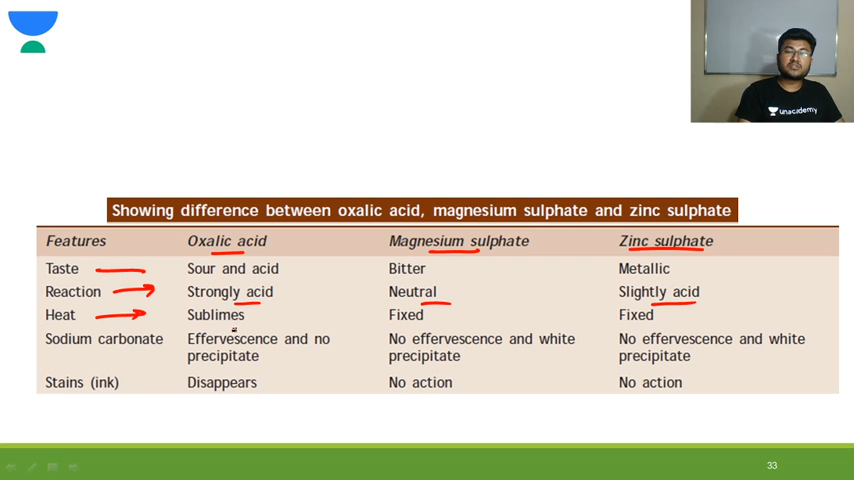 unacademy
Showing difference between oxalic acid, magnesium sulphate and zinc sulphate
Features Oxalic acid Magnesium sulphate Zinc sulphate
Taste Sour and acid Bitter Metallic
Reaction Strongly acid Neutral Slightly acid
Heat Sublimes Fixed Fixed
Sodium carbonate Effervescence and no No effervescence and white No effervescence and white
precipitate precipitate precipitate
Stains (ink) Disappears No action No action
33